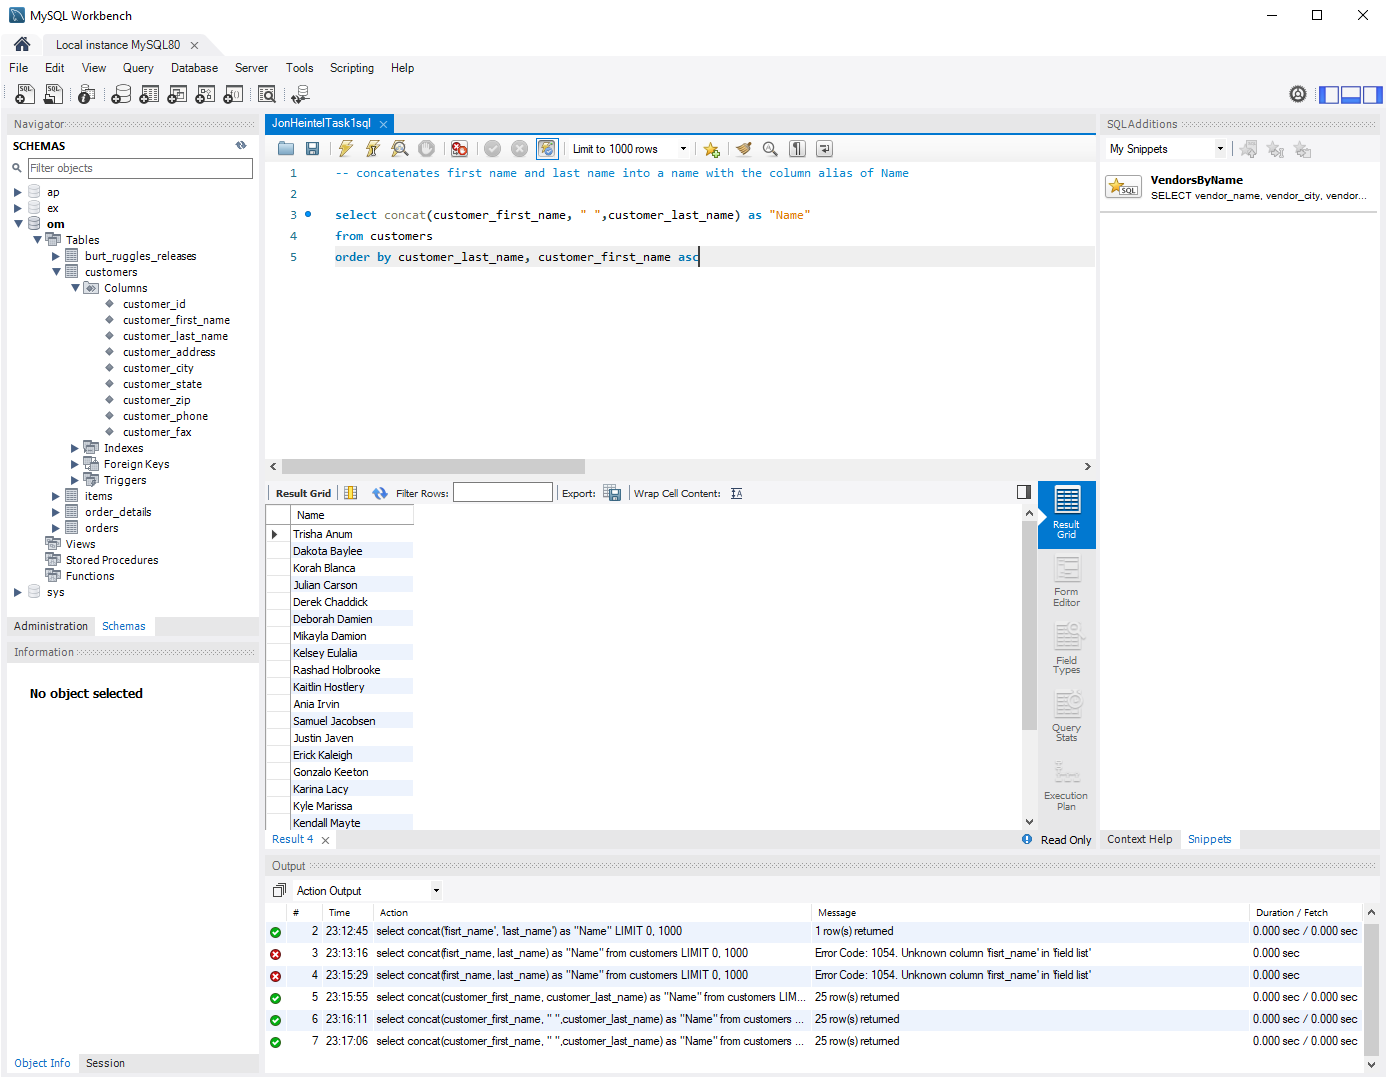 MySQL Workbench
Local instance MySQL80
File Edit View Query Database Server Tools Scripting Help
Navigator
SCHEMAS
Filter objects
ap
ex
om
Tables
burt_ruggles_releases
customers
Columns
customer_id
customer_first_name
customer_last_name
customer_address
customer_city
customer_state
customer_zip
customer_phone
customer_fax
Indexes
Foreign Keys
Triggers
items
order_details
orders
Views
Stored Procedures
Functions
sys
Administration Schemas
Information
No object selected
Object Info Session
JonHeintelTask1sql
Limit to 1000 rows
1 -- concatenates first name and last name into a name with the column alias of Name
2
3 select concat(customer_first_name, " ",customer_last_name) as "Name"
4 from customers
5 order by customer_last_name, customer_first_name asc
Result Grid Filter Rows: Export: Wrap Cell Content:
Name
Trisha Anum
Dakota Baylee
Korah Blanca
Julian Carson
Derek Chaddick
Deborah Damien
Mikayla Damion
Kelsey Eulalia
Rashad Holbrooke
Kaitlin Hostlery
Ania Irvin
Samuel Jacobsen
Justin Javen
Erick Kaleigh
Gonzalo Keeton
Karina Lacy
Kyle Marissa
Kendall Mayte
Result Grid
Form Editor
Field Types
Query Stats
Execution Plan
Result 4
Read Only
SQLAdditions
My Snippets
SQL
VendorsByName
SELECT vendor_name, vendor_city, vendor...
Context Help Snippets
Output
Action Output
# Time Action Message Duration / Fetch
2 23:12:45 select concat('fisrt_name', 'last_name') as "Name" LIMIT 0, 1000 1 row(s) returned 0.000 sec / 0.000 sec
3 23:13:16 select concat(fisrt_name, last_name) as "Name" from customers LIMIT 0, 1000 Error Code: 1054. Unknown column 'fisrt_name' in 'field list' 0.000 sec
4 23:15:29 select concat(first_name, last_name) as "Name" from customers LIMIT 0, 1000 Error Code: 1054. Unknown column 'first_name' in 'field list' 0.000 sec
5 23:15:55 select concat(customer_first_name, customer_last_name) as "Name" from customers LIM... 25 row(s) returned 0.000 sec / 0.000 sec
6 23:16:11 select concat(customer_first_name, " ",customer_last_name) as "Name" from customers ... 25 row(s) returned 0.000 sec / 0.000 sec
7 23:17:06 select concat(customer_first_name, " ",customer_last_name) as "Name" from customers ... 25 row(s) returned 0.000 sec / 0.000 sec